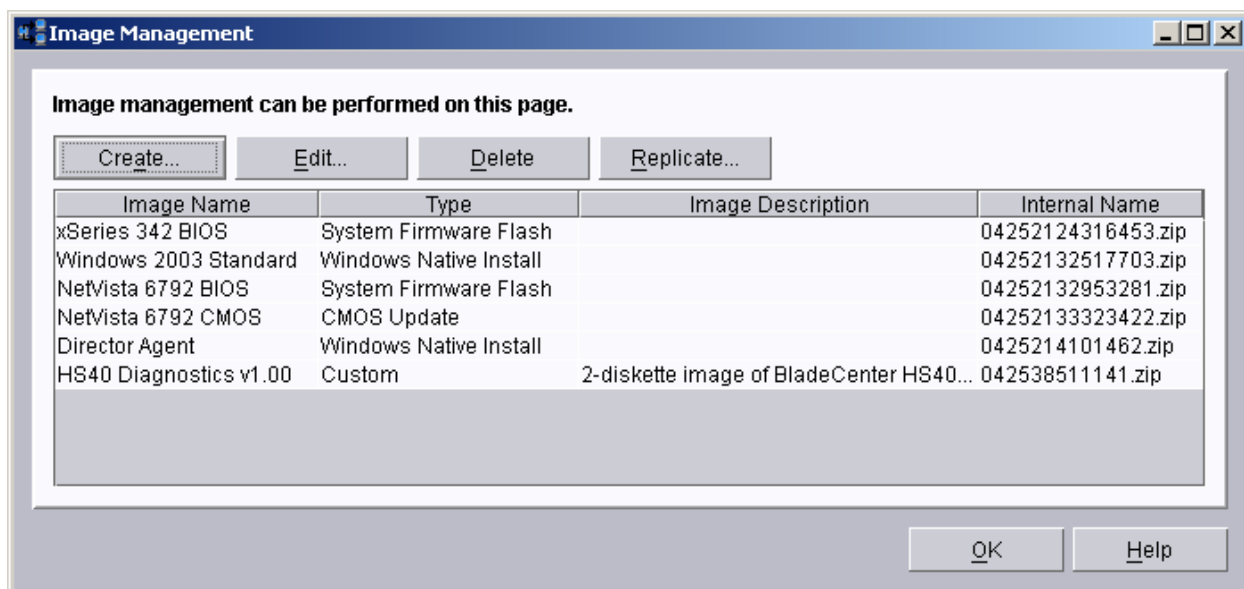 Image Management
Image management can be performed on this page.
Create... Edit... Delete Replicate...
Image Name Type Image Description Internal Name
xSeries 342 BIOS System Firmware Flash 04252124316453.zip
Windows 2003 Standard Windows Native Install 04252132517703.zip
NetVista 6792 BIOS System Firmware Flash 04252132953281.zip
NetVista 6792 CMOS CMOS Update 04252133323422.zip
Director Agent Windows Native Install 0425214101462.zip
HS40 Diagnostics v1.00 Custom 2-diskette image of BladeCenter HS40... 042538511141.zip
OK Help